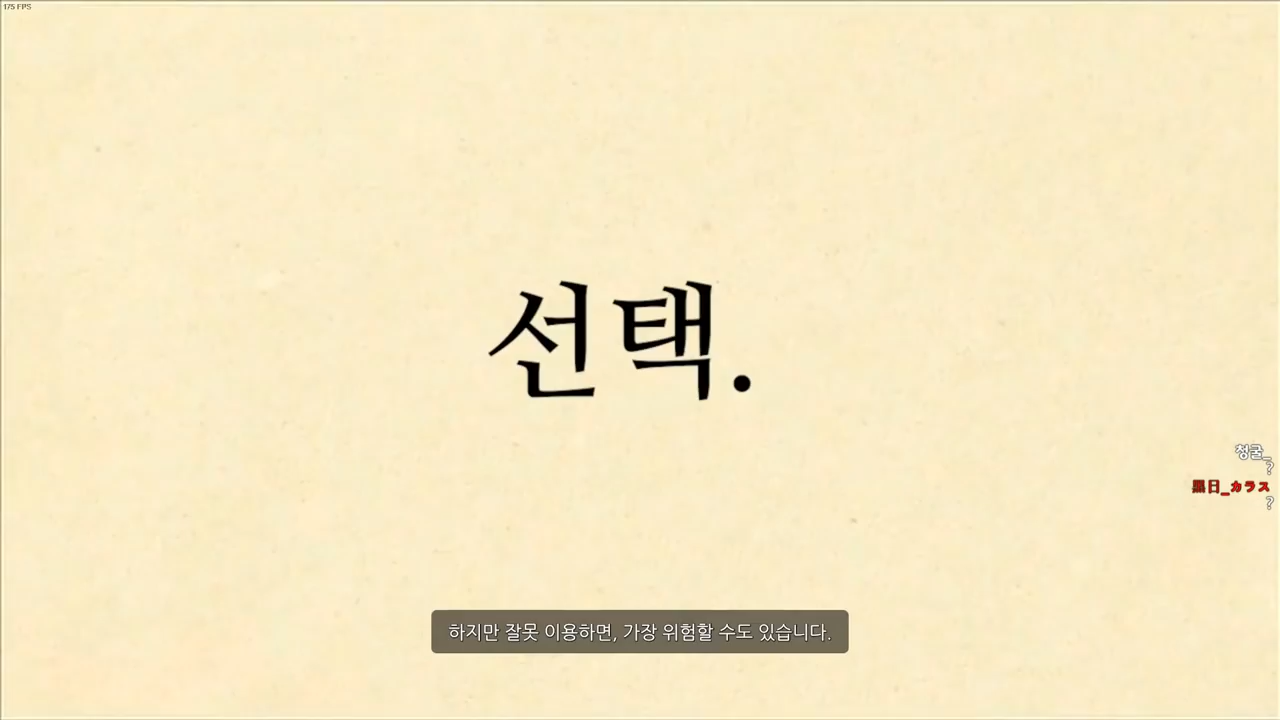 175 FPS
선택.
청굴_
?
黒日_カラス
?
하지만 잘못 이용하면, 가장 위험할 수도 있습니다.